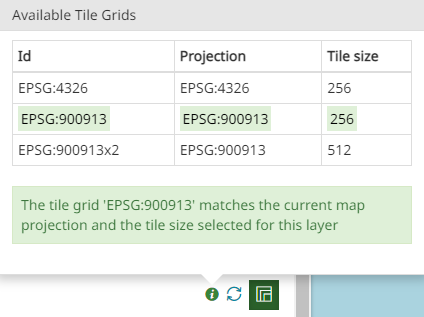 Available Tile Grids
Id Projection Tile size
EPSG:4326 EPSG:4326 256
EPSG:900913 EPSG:900913 256
EPSG:900913x2 EPSG:900913 512
The tile grid 'EPSG:900913' matches the current map
projection and the tile size selected for this layer